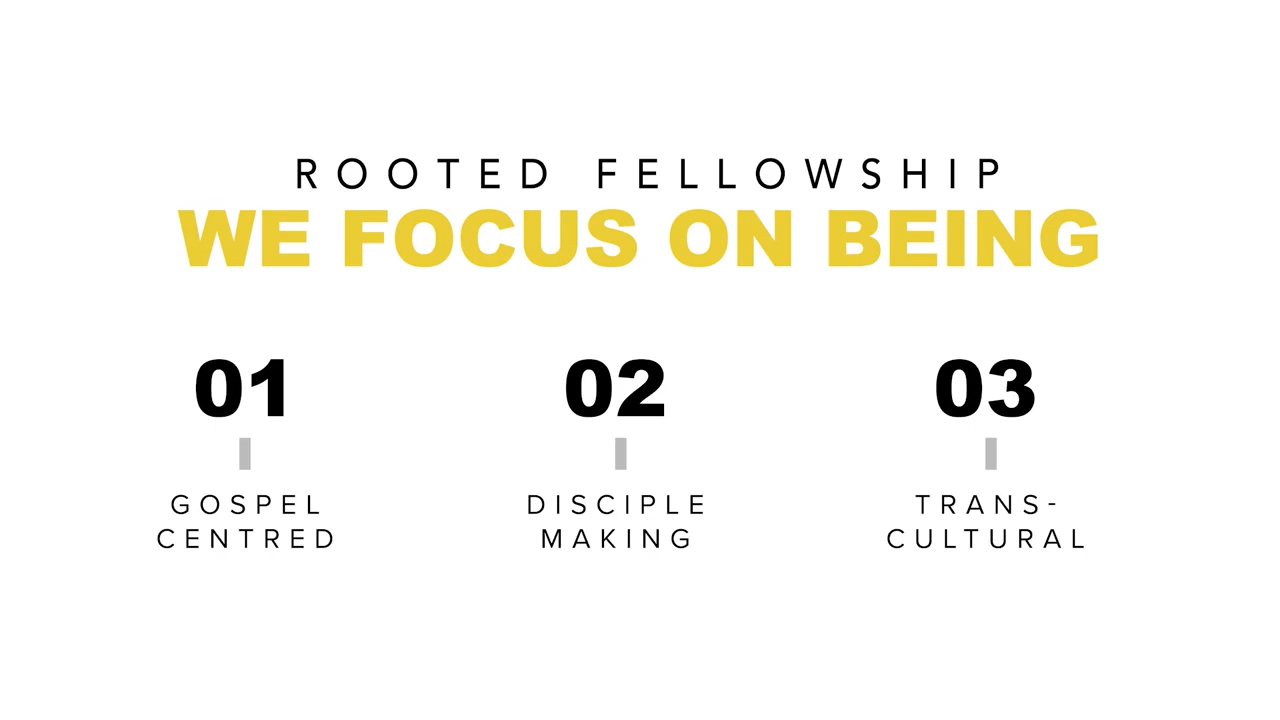 ROOTED FELLOWSHIP
WE FOCUS ON BEING
01
GOSPEL
CENTRED
02
DISCIPLE
MAKING
03
TRANS-
CULTURAL